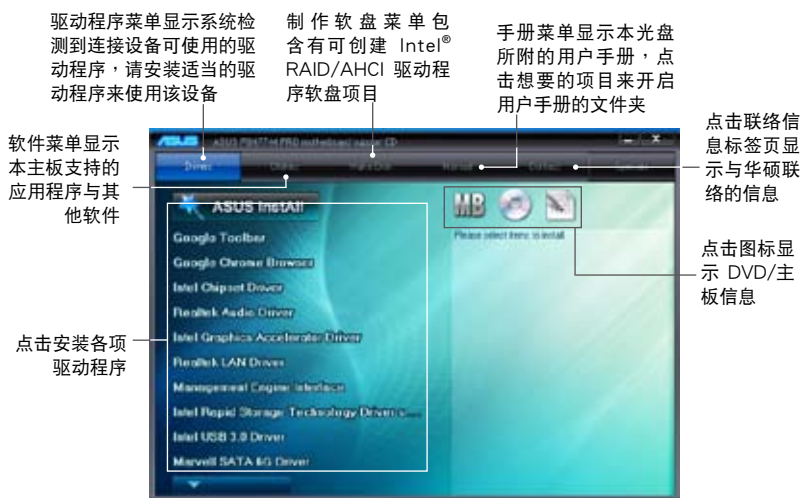 驱动程序菜单显示系统检
测到连接设备可使用的驱
动程序，请安装适当的驱
动程序来使用该设备
制作软盘菜单包
含有可创建 Intel®
RAID/AHCI 驱动程
序软盘项目
手册菜单显示本光盘
所附的用户手册，点
击想要的项目来开启
用户手册的文件夹
点击联络信
息标签页显
示与华硕联
络的信息
软件菜单显示
本主板支持的
应用程序与其
他软件
点击图标显
示 DVD/主
板信息
点击安装各项
驱动程序
ASUS
Drivers
Utilities
Make Disk
Manual
Contact
ASUS InstAll
MB
Please select items to install
Google Toolbar
Google Chrome Browser
Intel Chipset Driver
Realtek Audio Driver
Intel Graphics Accelerator Driver
Realtek LAN Driver
Management Engine Interface
Intel Rapid Storage Technology Driver v....
Intel USB 3.0 Driver
Marvell SATA 6G Driver